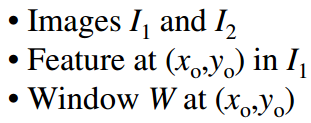 • Images I₁ and I₂
• Feature at (xₒ,yₒ) in I₁
• Window W at (xₒ,yₒ)